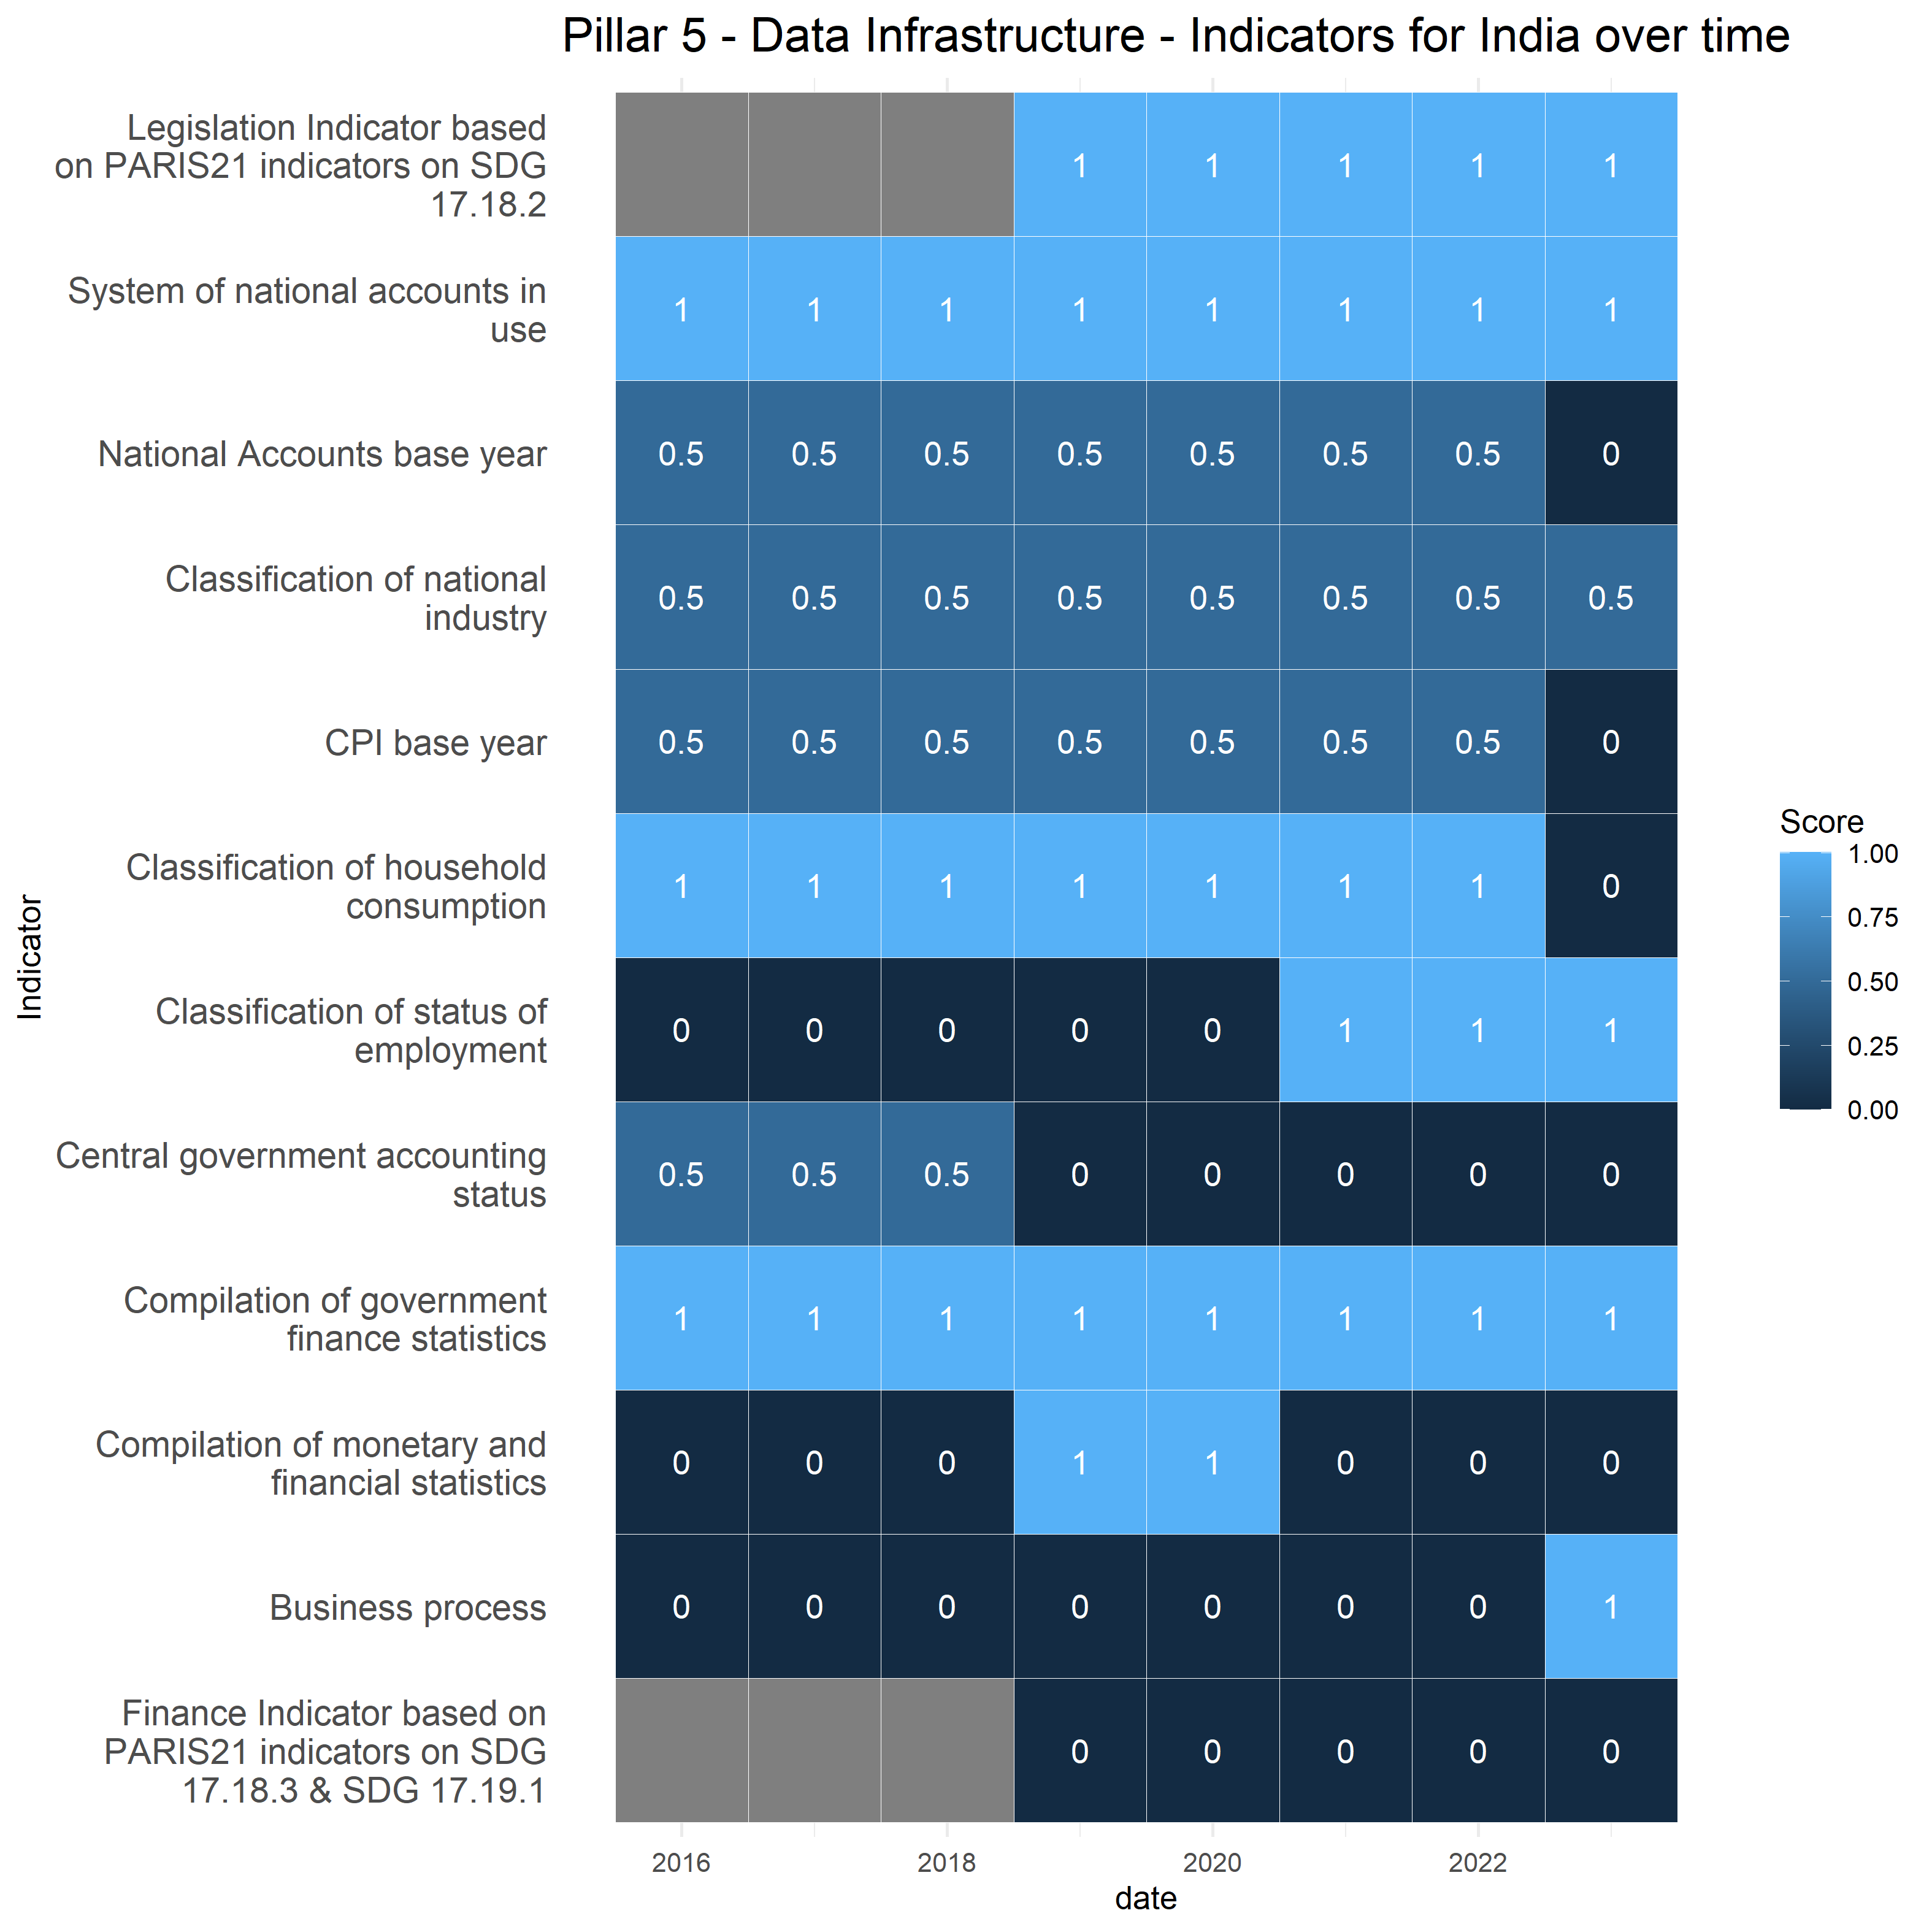 Pillar 5 - Data Infrastructure - Indicators for India over time
Legislation Indicator based
on PARIS21 indicators on SDG
17.18.2
1 1 1 1 1
System of national accounts in
use
1 1 1 1 1 1 1 1
National Accounts base year
0.5 0.5 0.5 0.5 0.5 0.5 0.5 0
Classification of national
industry
0.5 0.5 0.5 0.5 0.5 0.5 0.5 0.5
CPI base year
0.5 0.5 0.5 0.5 0.5 0.5 0.5 0
Classification of household
consumption
1 1 1 1 1 1 1 0
Classification of status of
employment
0 0 0 0 0 1 1 1
Central government accounting
status
0.5 0.5 0.5 0 0 0 0 0
Compilation of government
finance statistics
1 1 1 1 1 1 1 1
Compilation of monetary and
financial statistics
0 0 0 1 1 0 0 0
Business process
0 0 0 0 0 0 0 1
Finance Indicator based on
PARIS21 indicators on SDG
17.18.3 & SDG 17.19.1
0 0 0 0 0
2016 2018 2020 2022
date
Indicator
Score
1.00
0.75
0.50
0.25
0.00